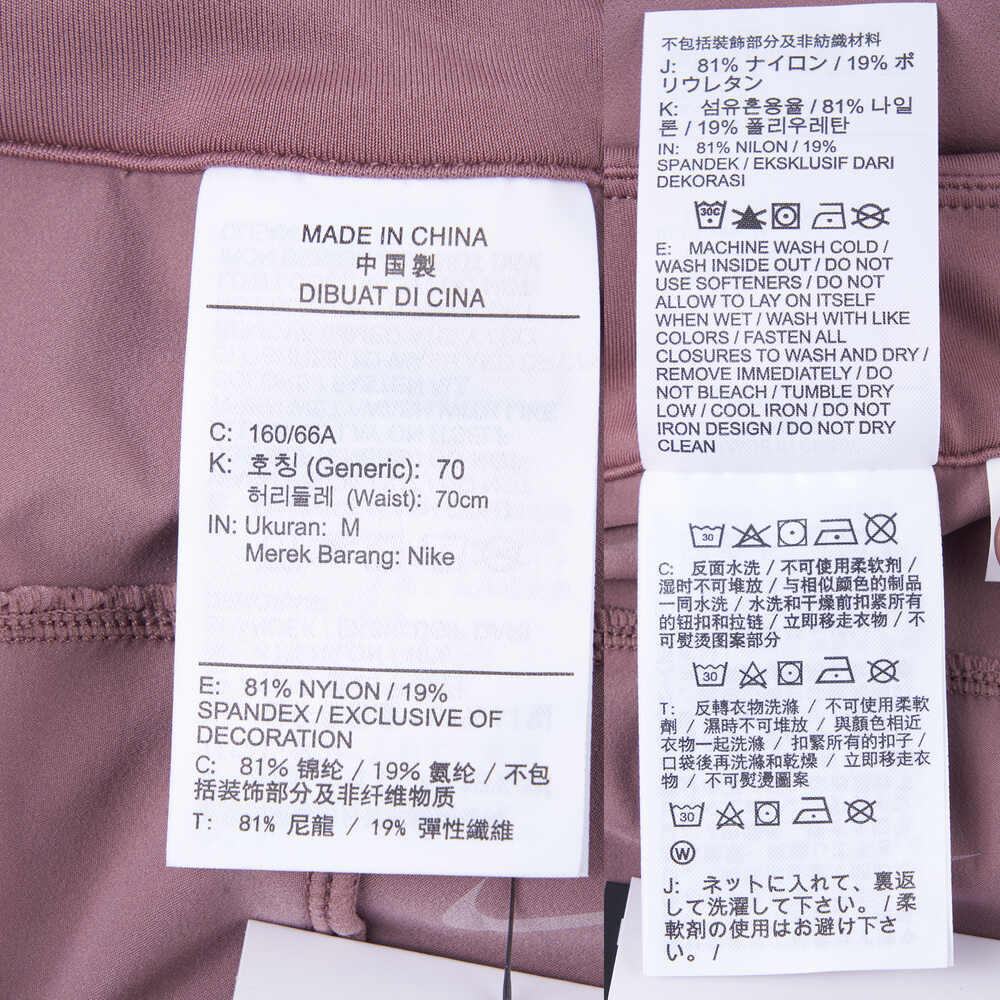 MADE IN CHINA
中国製
DIBUAT DI CINA
C: 160/66A
K: 호칭 (Generic): 70
허리둘레 (Waist): 70cm
IN: Ukuran: M
Merek Barang: Nike
E: 81% NYLON / 19%
SPANDEX / EXCLUSIVE OF
DECORATION
C: 81% 锦纶 / 19% 氨纶 / 不包
括装饰部分及非纤维物质
T: 81% 尼龍 / 19% 彈性纖維
不包括裝飾部分及非紡織材料
J: 81% ナイロン / 19% ポ
リウレタン
K: 섬유혼용율 / 81% 나일
론 / 19% 폴리우레탄
IN: 81% NILON / 19%
SPANDEK / EKSKLUSIF DARI
DEKORASI
30C
E: MACHINE WASH COLD /
WASH INSIDE OUT / DO NOT
USE SOFTENERS / DO NOT
ALLOW TO LAY ON ITSELF
WHEN WET / WASH WITH LIKE
COLORS / FASTEN ALL
CLOSURES TO WASH AND DRY /
REMOVE IMMEDIATELY / DO
NOT BLEACH / TUMBLE DRY
LOW / COOL IRON / DO NOT
IRON DESIGN / DO NOT DRY
CLEAN
30
C: 反面水洗 / 不可使用柔软剂 /
湿时不可堆放 / 与相似颜色的制品
一同水洗 / 水洗和干燥前扣紧所有
的钮扣和拉链 / 立即移走衣物 / 不
可熨烫图案部分
30
T: 反轉衣物洗滌 / 不可使用柔軟
劑 / 濕時不可堆放 / 與顏色相近
衣物一起洗滌 / 扣緊所有的扣子 /
口袋後再洗滌和乾燥 / 立即移走衣
物 / 不可熨燙圖案
30
W
J: ネットに入れて、裏返
して洗濯して下さい。 / 柔
軟剤の使用はお避け下さ
い。 /